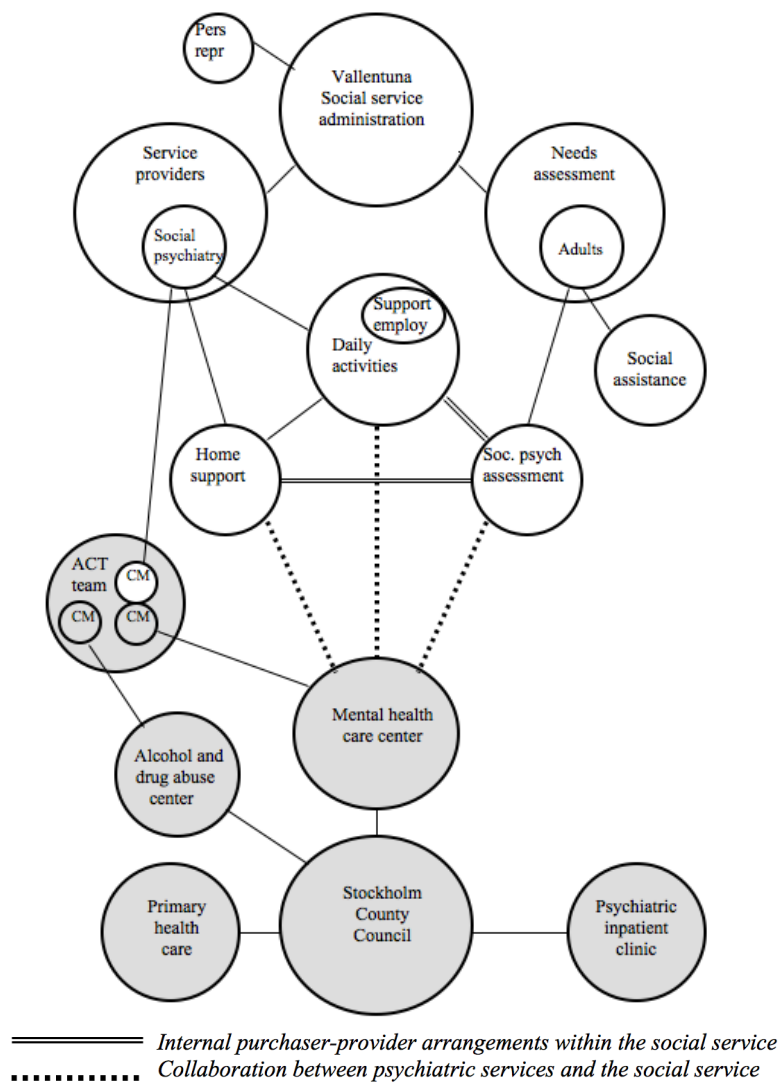 Pers
repr
Vallentuna
Social service
administration
Service
providers
Needs
assessment
Social
psychiatry
Adults
Support
employ
Daily
activities
Social
assistance
Home
support
Soc. psych
assessment
ACT
team
CM
CM
CM
Mental health
care center
Alcohol and
drug abuse
center
Stockholm
County
Council
Primary
health
care
Psychiatric
inpatient
clinic
Internal purchaser-provider arrangements within the social service
Collaboration between psychiatric services and the social service